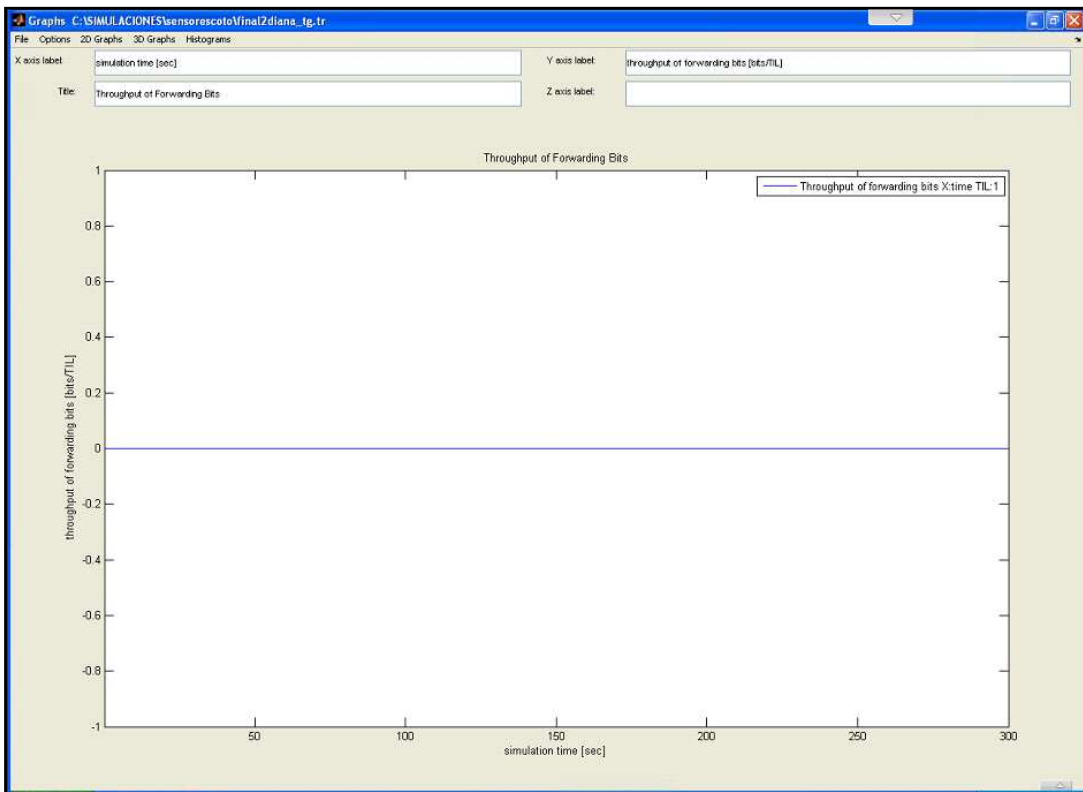 Graphs C:\SIMULACIONES\sensoroscoto\final2diana_tg.tr
File Options 2D Graphs 3D Graphs Histograms
X axis label: simulation time [sec] Y axis label: throughput of forwarding bits [bits/TIL]
Title: Throughput of Forwarding Bits Z axis label:
Throughput of Forwarding Bits
Throughput of forwarding bits X:time TIL:1
throughput of forwarding bits [bits/TIL]
1
0.8
0.6
0.4
0.2
0
-0.2
-0.4
-0.6
-0.8
-1
50 100 150 200 250 300
simulation time [sec]